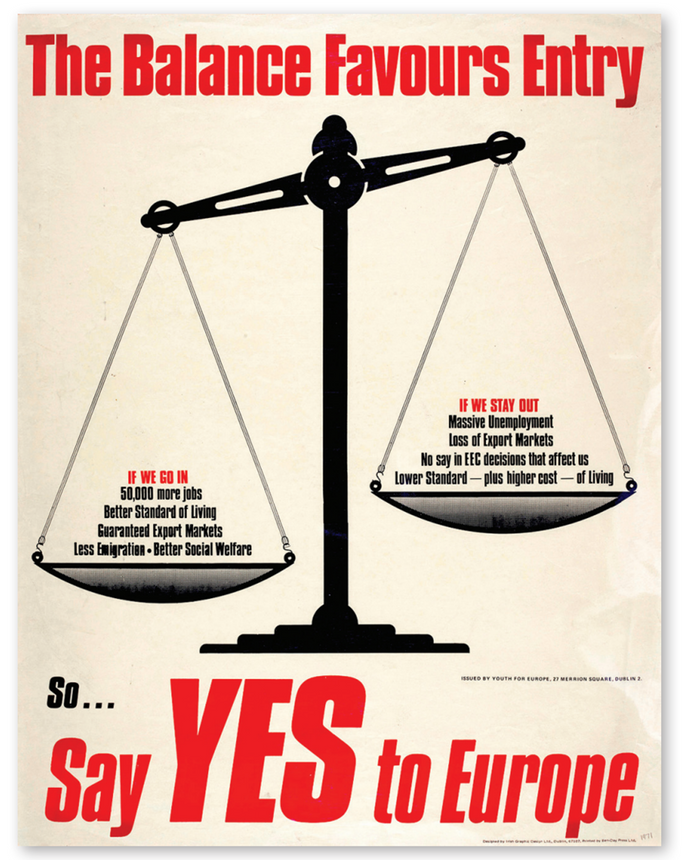 The Balance Favours Entry
IF WE STAY OUT
Massive Unemployment
Loss of Export Markets
No say in EEC decisions that affect us
Lower Standard — plus higher cost — of Living
IF WE GO IN
50,000 more jobs
Better Standard of Living
Guaranteed Export Markets
Less Emigration • Better Social Welfare
ISSUED BY YOUTH FOR EUROPE, 27 MERRION SQUARE, DUBLIN 2.
So...
Say YES to Europe
1971